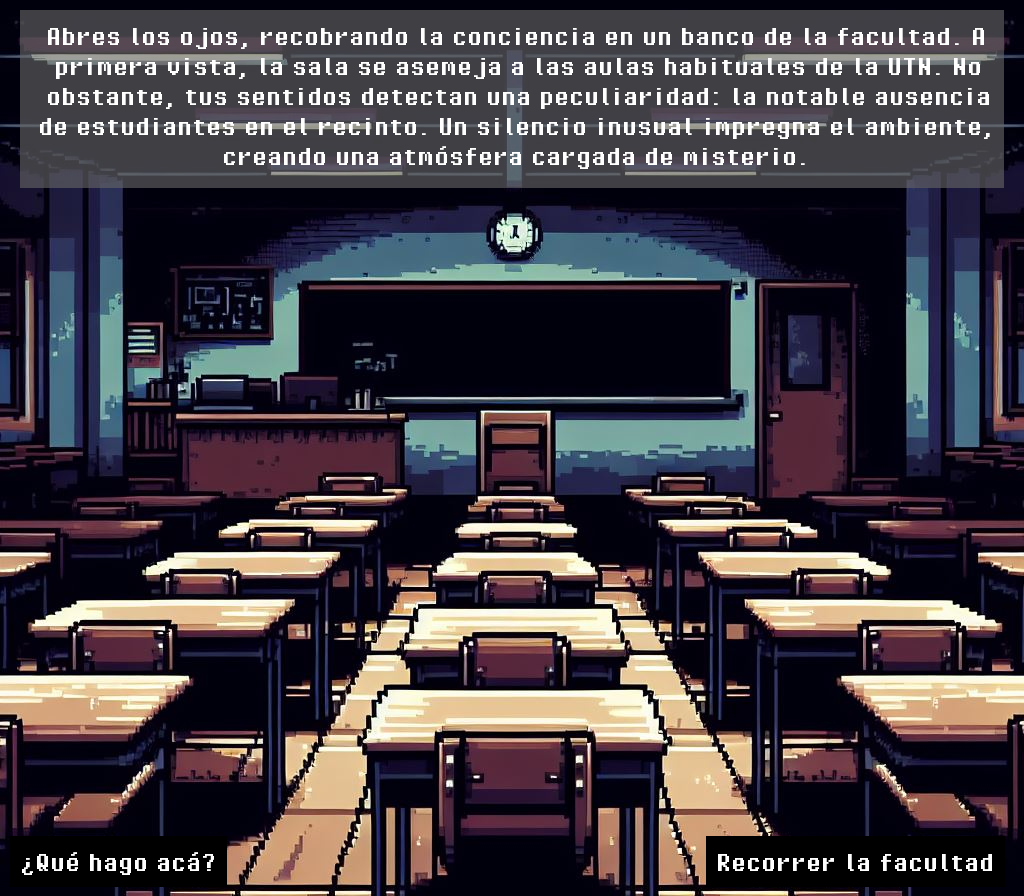 Abres los ojos, recobrando la conciencia en un banco de la facultad. A
primera vista, la sala se asemeja a las aulas habituales de la UTN. No
obstante, tus sentidos detectan una peculiaridad: la notable ausencia
de estudiantes en el recinto. Un silencio inusual impregna el ambiente,
creando una atmósfera cargada de misterio.
¿Qué hago acá?
Recorrer la facultad